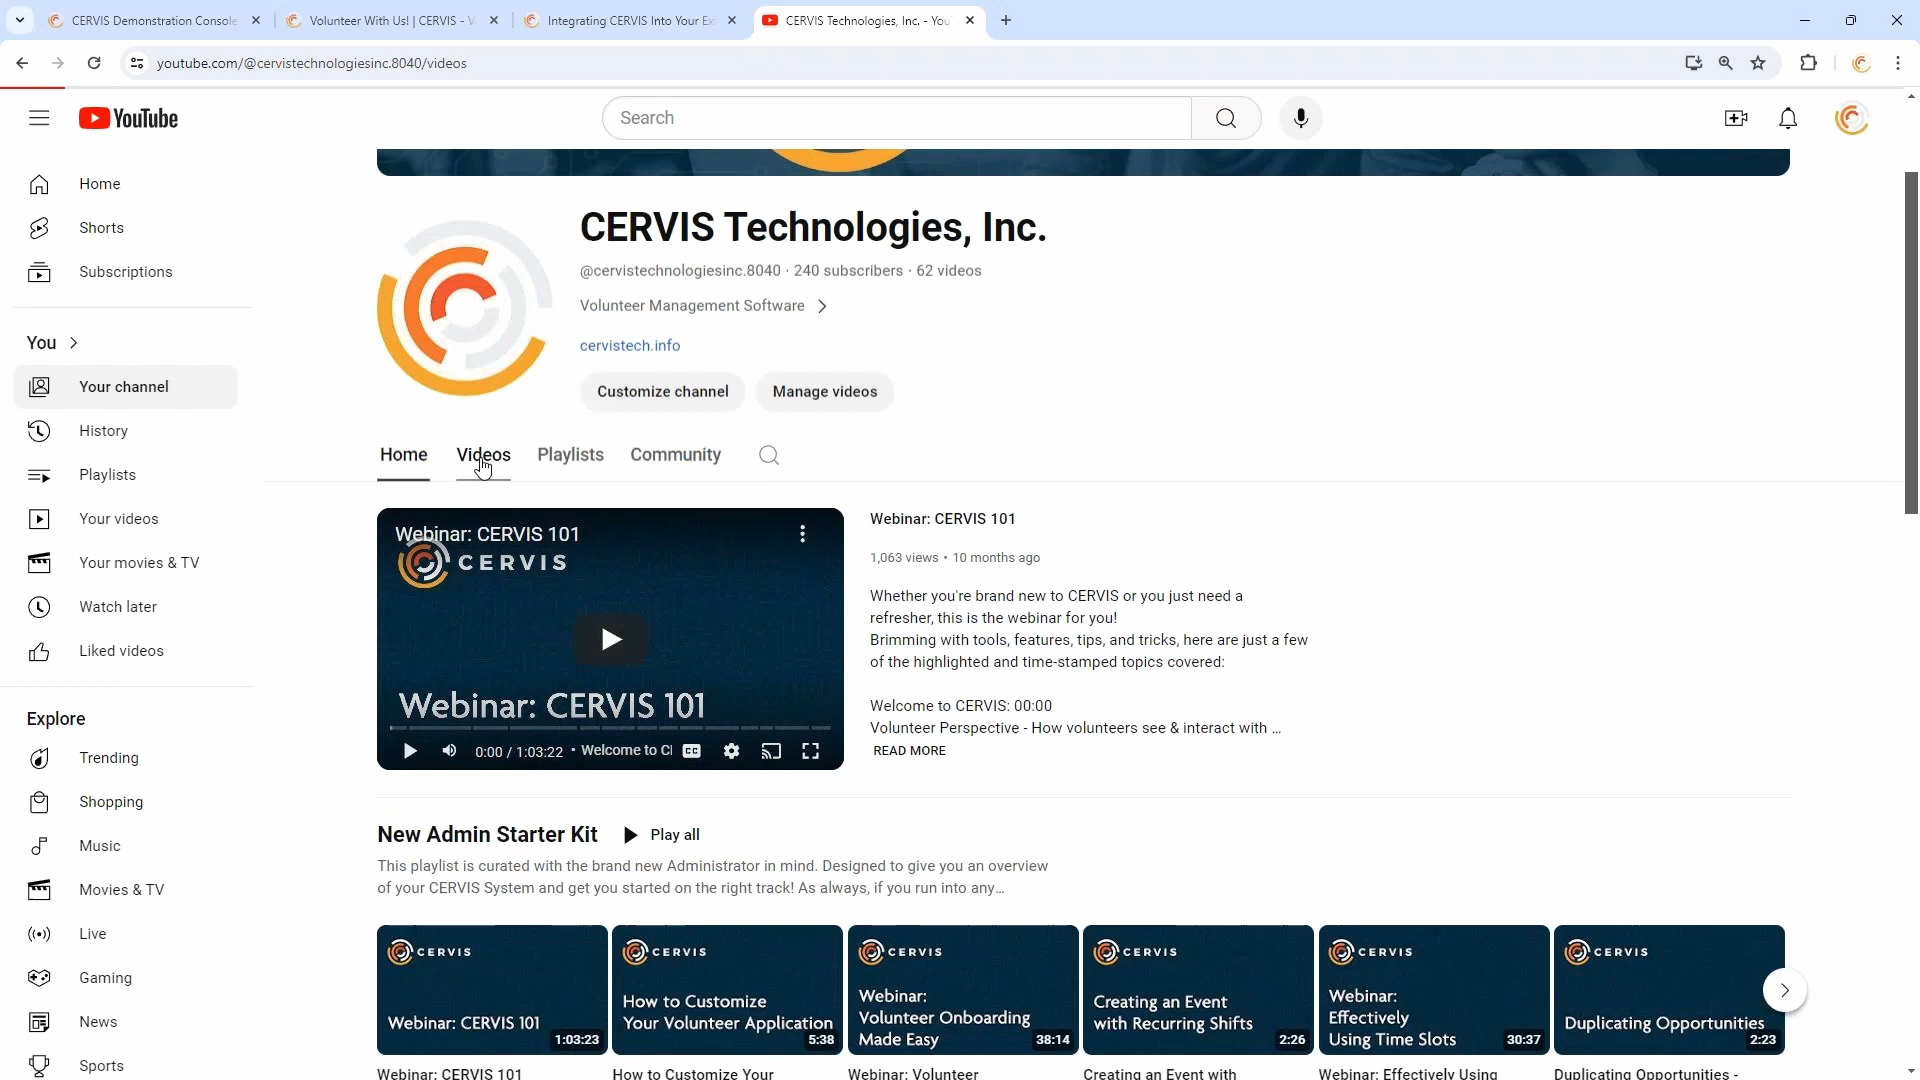 CERVIS Demonstration Console
Volunteer With Us! | CERVIS - V
Integrating CERVIS Into Your Ex
CERVIS Technologies, Inc. - You
youtube.com/@cervistechnologiesinc.8040/videos
YouTube
Search
Home
Shorts
Subscriptions
You
Your channel
History
Playlists
Your videos
Your movies & TV
Watch later
Liked videos
Explore
Trending
Shopping
Music
Movies & TV
Live
Gaming
News
Sports
CERVIS Technologies, Inc.
@cervistechnologiesinc.8040 · 240 subscribers · 62 videos
Volunteer Management Software
cervistech.info
Customize channel
Manage videos
Home
Videos
Playlists
Community
Webinar: CERVIS 101
CERVIS
Webinar: CERVIS 101
0:00 / 1:03:22 • Welcome to C
CC
Webinar: CERVIS 101
1,063 views • 10 months ago
Whether you're brand new to CERVIS or you just need a
refresher, this is the webinar for you!
Brimming with tools, features, tips, and tricks, here are just a few
of the highlighted and time-stamped topics covered:
Welcome to CERVIS: 00:00
Volunteer Perspective - How volunteers see & interact with ...
READ MORE
New Admin Starter Kit
Play all
This playlist is curated with the brand new Administrator in mind. Designed to give you an overview
of your CERVIS System and get you started on the right track! As always, if you run into any...
CERVIS
Webinar: CERVIS 101
1:03:23
Webinar: CERVIS 101
CERVIS
How to Customize
Your Volunteer Application
5:38
How to Customize Your
CERVIS
Webinar:
Volunteer Onboarding
Made Easy
38:14
Webinar: Volunteer
CERVIS
Creating an Event
with Recurring Shifts
2:26
Creating an Event with
CERVIS
Webinar:
Effectively
Using Time Slots
30:37
Webinar: Effectively Using
CERVIS
Duplicating Opportunities
2:23
Duplicating Opportunities -